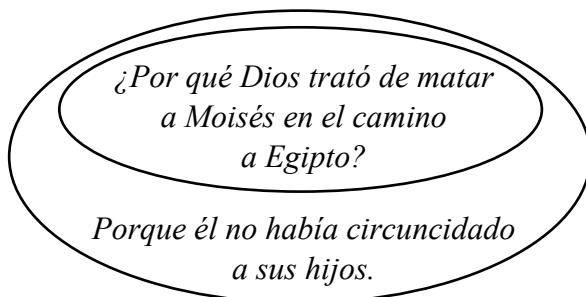 ¿Por qué Dios trató de matar
a Moisés en el camino
a Egipto?
Porque él no había circuncidado
a sus hijos.